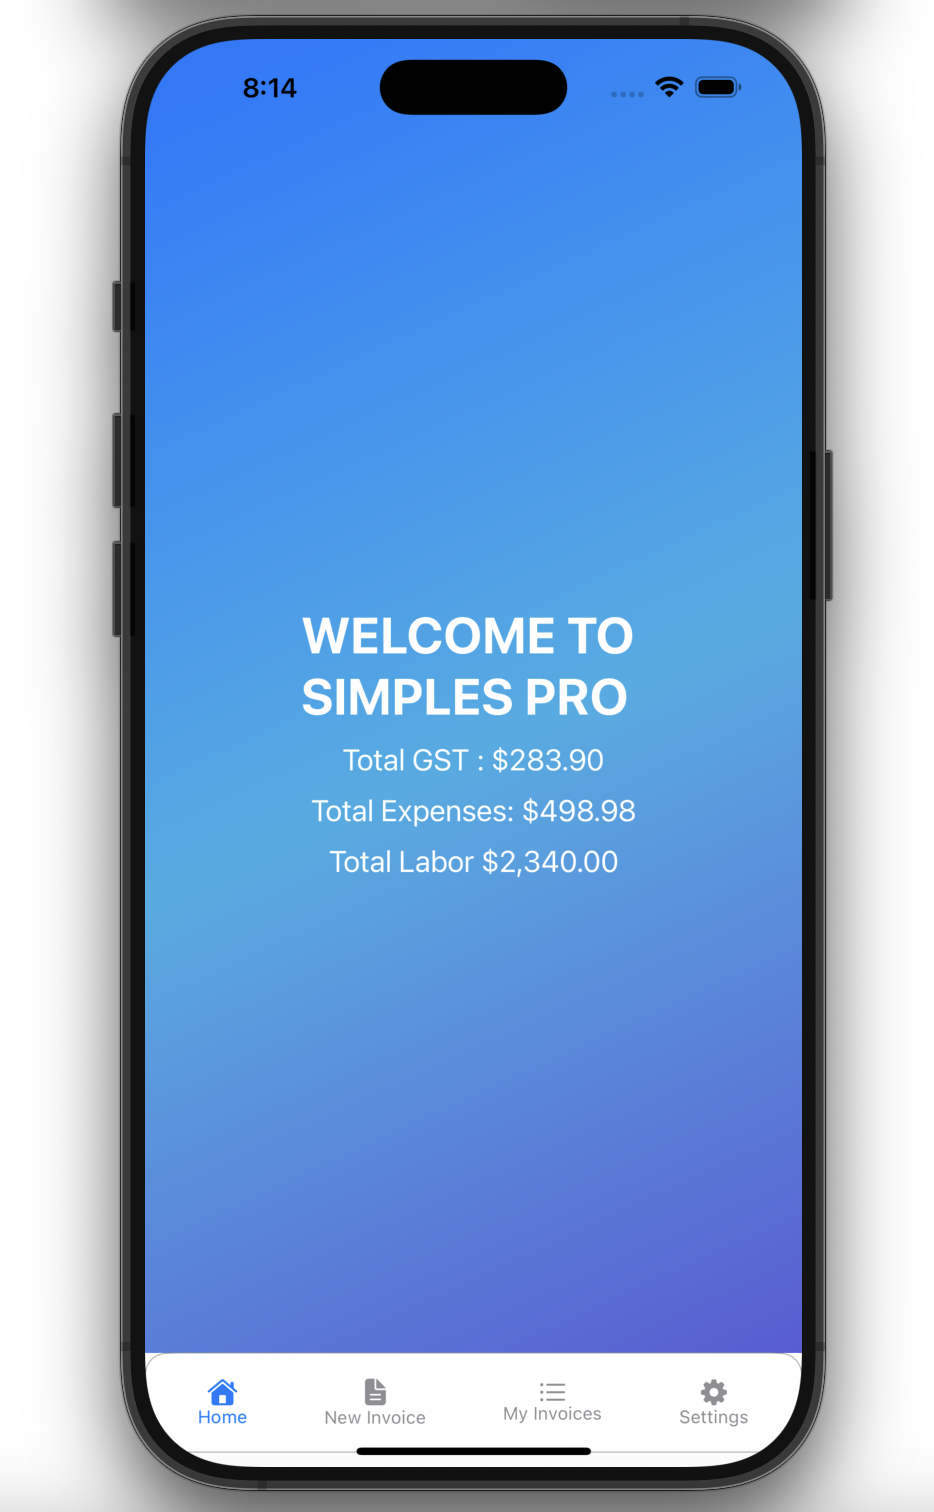 8:14
WELCOME TO
SIMPLES PRO
Total GST : $283.90
Total Expenses: $498.98
Total Labor $2,340.00
Home
New Invoice
My Invoices
Settings